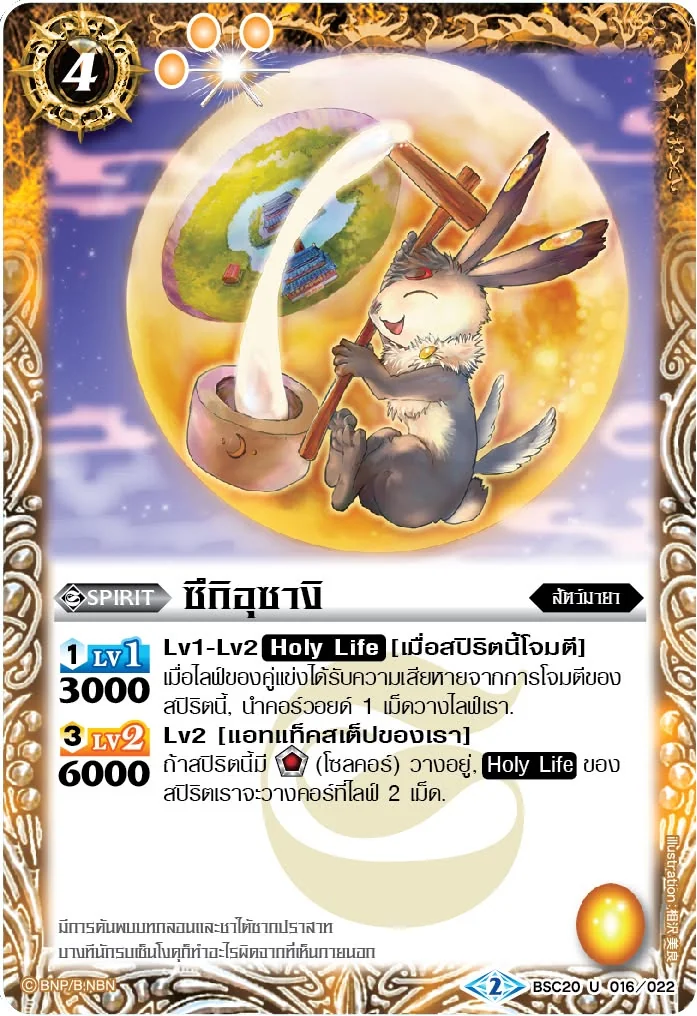 4
SPIRIT ซึกิอุซางิ สัตว์มายา
1 LV1
3000
Lv1-Lv2 Holy Life [เมื่อสปิริตนี้โจมตี]
เมื่อไลฟ์ของคู่แข่งได้รับความเสียหายจากการโจมตีของ
สปิริตนี้, นำคอร์วอยด์ 1 เม็ดวางไลฟ์เรา.
3 LV2
6000
Lv2 [แอทแท็คสเต็ปของเรา]
ถ้าสปิริตนี้มี (โซลคอร์) วางอยู่, Holy Life ของ
สปิริตเราจะวางคอร์ที่ไลฟ์ 2 เม็ด.
มีการค้นพบบทกลอนและชาใต้ซากปราสาท
บางทีนักรบเซ็นโงคุก็ทำอะไรผิดจากที่เห็นภายนอก
illustration:相沢 美良
©BNP/B,NBN
2
BSC20 U 016/022